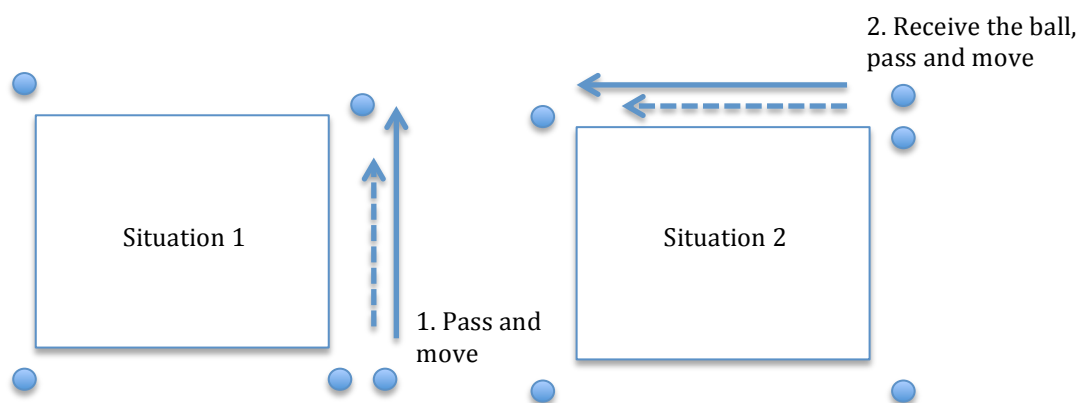 2. Receive the ball,
pass and move
Situation 1
Situation 2
1. Pass and
move